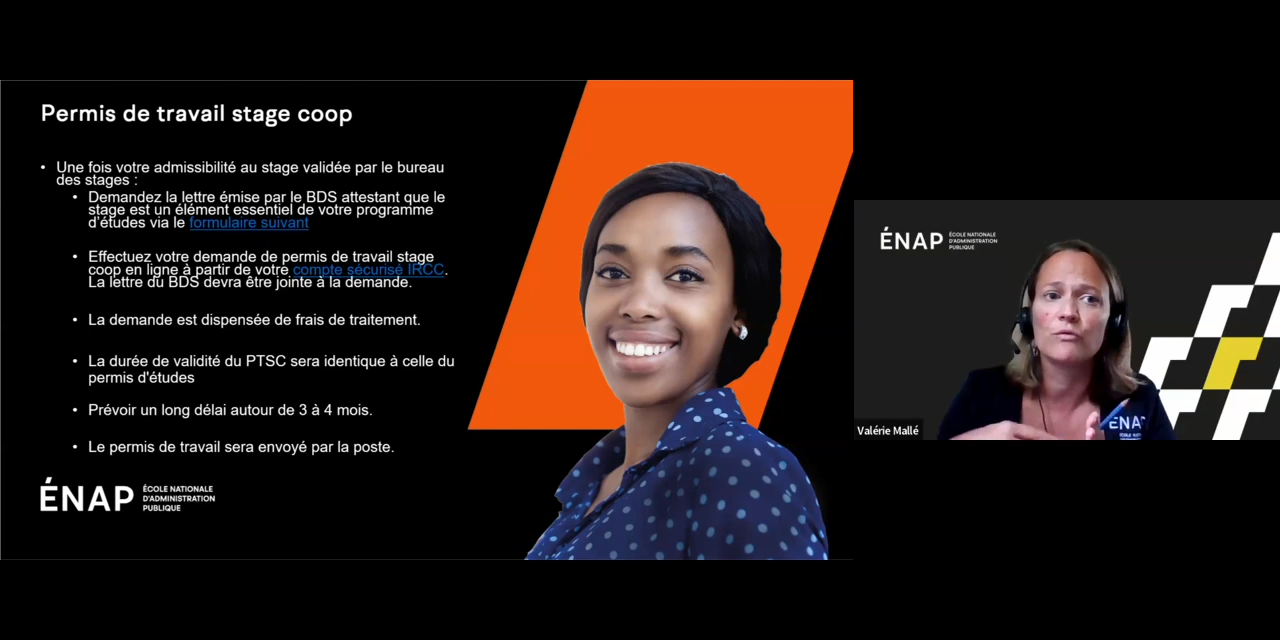 Permis de travail stage coop
• Une fois votre admissibilité au stage validée par le bureau
des stages :
• Demandez la lettre émise par le BDS attestant que le
stage est un élément essentiel de votre programme
d'études via le formulaire suivant
• Effectuez votre demande de permis de travail stage
coop en ligne à partir de votre compte sécurisé IRCC.
La lettre du BDS devra être jointe à la demande.
• La demande est dispensée de frais de traitement.
• La durée de validité du PTSC sera identique à celle du
permis d'études
• Prévoir un long délai autour de 3 à 4 mois.
• Le permis de travail sera envoyé par la poste.
ÉNAP
ÉCOLE NATIONALE
D'ADMINISTRATION
PUBLIQUE
ÉNAP
ÉCOLE NATIONALE
D'ADMINISTRATION
PUBLIQUE
Valérie Mallé
ENAP